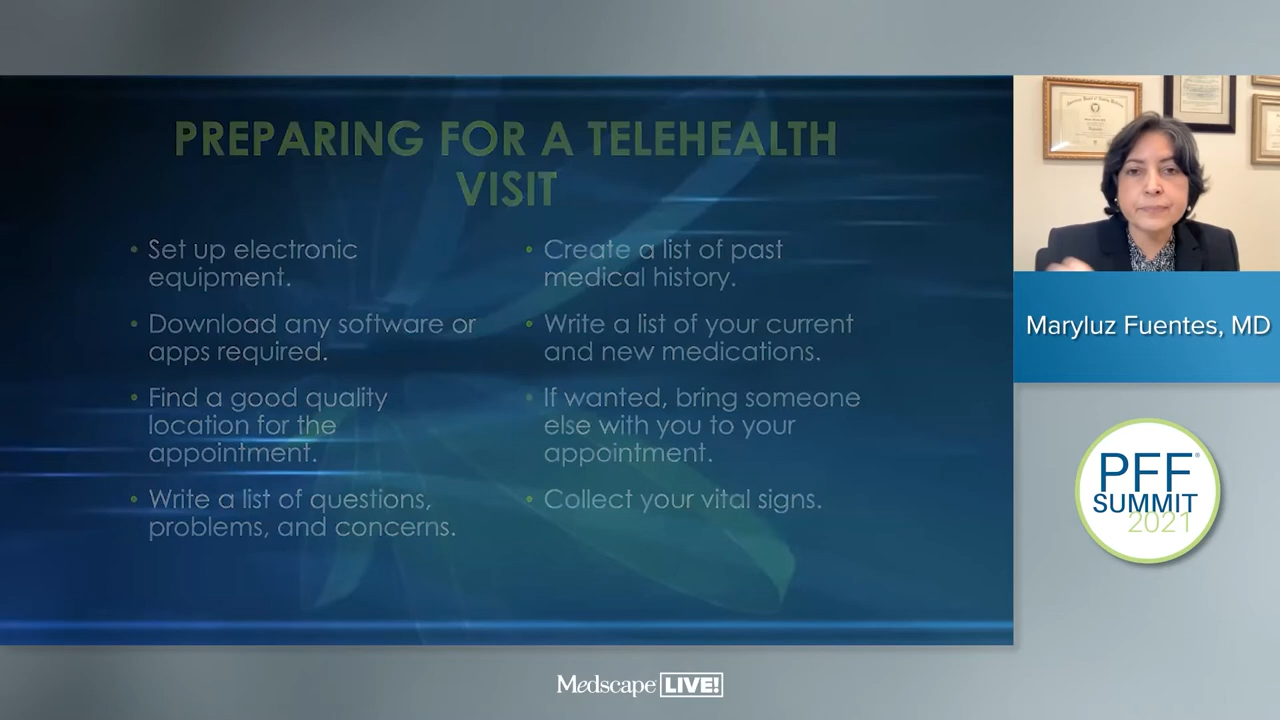 PREPARING FOR A TELEHEALTH
VISIT
• Set up electronic
equipment.
• Download any software or
apps required.
• Find a good quality
location for the
appointment.
• Write a list of questions,
problems, and concerns.
• Create a list of past
medical history.
• Write a list of your current
and new medications.
• If wanted, bring someone
else with you to your
appointment.
• Collect your vital signs.
Maryluz Fuentes, MD
PFF®
SUMMIT
2021
Medscape LIVE!